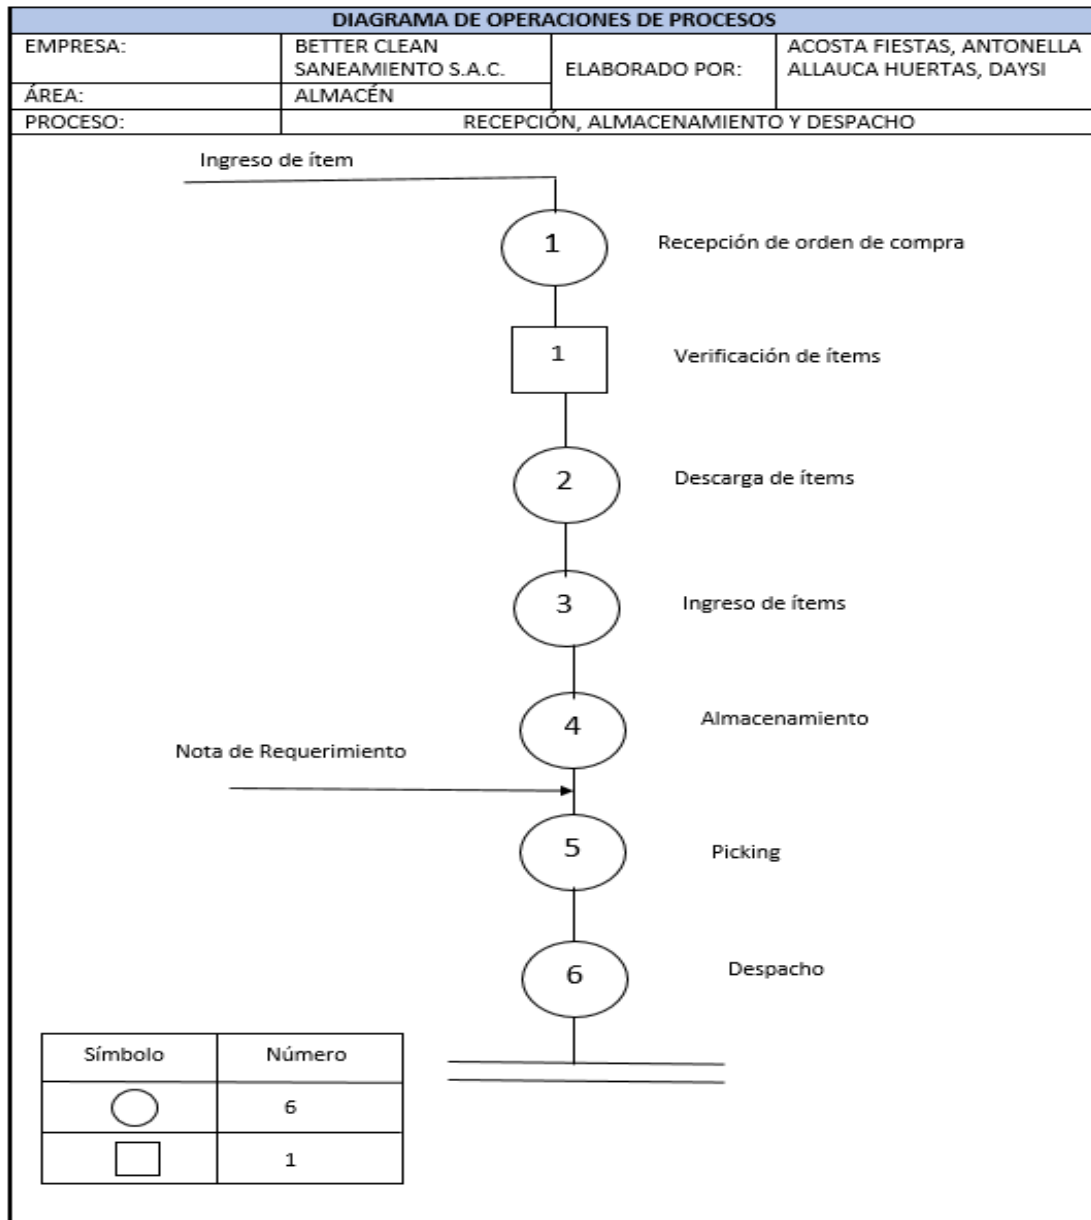 DIAGRAMA DE OPERACIONES DE PROCESOS
EMPRESA:
BETTER CLEAN
SANEAMIENTO S.A.C.
ELABORADO POR:
ACOSTA FIESTAS, ANTONELLA
ALLAUCA HUERTAS, DAYSI
ÁREA:
ALMACÉN
PROCESO:
RECEPCIÓN, ALMACENAMIENTO Y DESPACHO
Ingreso de ítem
1
Recepción de orden de compra
1
Verificación de ítems
2
Descarga de ítems
3
Ingreso de ítems
4
Almacenamiento
Nota de Requerimiento
5
Picking
6
Despacho
Símbolo
Número
6
1